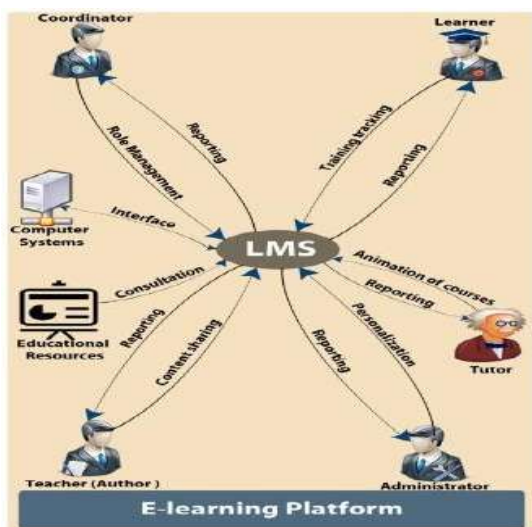 Coordinator
Learner
Role Management
Reporting
Training tracking
Reporting
Computer
Systems
Interface
LMS
Consultation
Animation of courses
Reporting
Educational
Resources
Reporting
Content sharing
Reporting
Personalization
Tutor
Teacher (Author )
Administrator
E-learning Platform